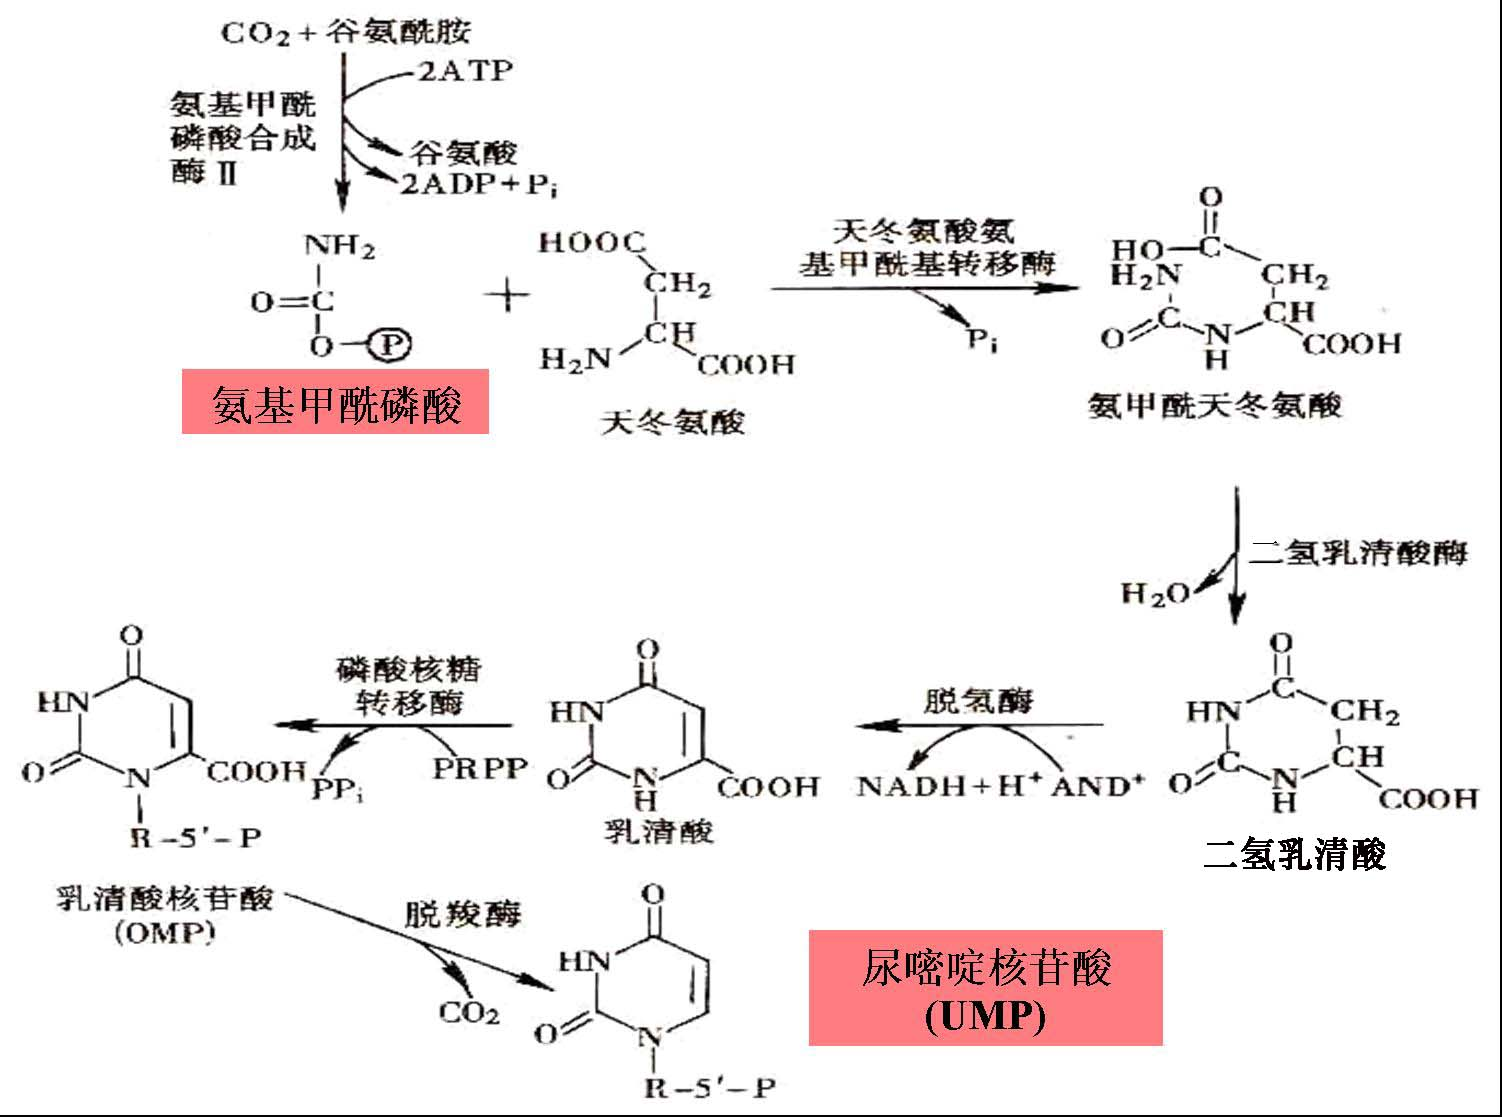 CO₂+谷氨酰胺
2ATP
氨基甲酰
磷酸合成
酶 Ⅱ
谷氨酸
2ADP+Pᵢ
NH₂
O=C
O-P
氨基甲酰磷酸
+
HOOC
CH₂
CH
H₂N
COOH
天冬氨酸
天冬氨酸氨
基甲酰基转移酶
Pᵢ
O
HO-C
H₂N
CH₂
CH
O
C
N
H
COOH
氨甲酰天冬氨酸
二氢乳清酸酶
H₂O
O
HN
C
CH₂
CH
O
C
N
H
COOH
二氢乳清酸
脱氢酶
NADH+H⁺
AND⁺
O
HN
O
N
H
COOH
乳清酸
磷酸核糖
转移酶
PPᵢ
PRPP
O
HN
O
N
COOH
R-5′-P
乳清酸核苷酸
(OMP)
脱羧酶
CO₂
O
HN
O
N
R-5′-P
尿嘧啶核苷酸
(UMP)